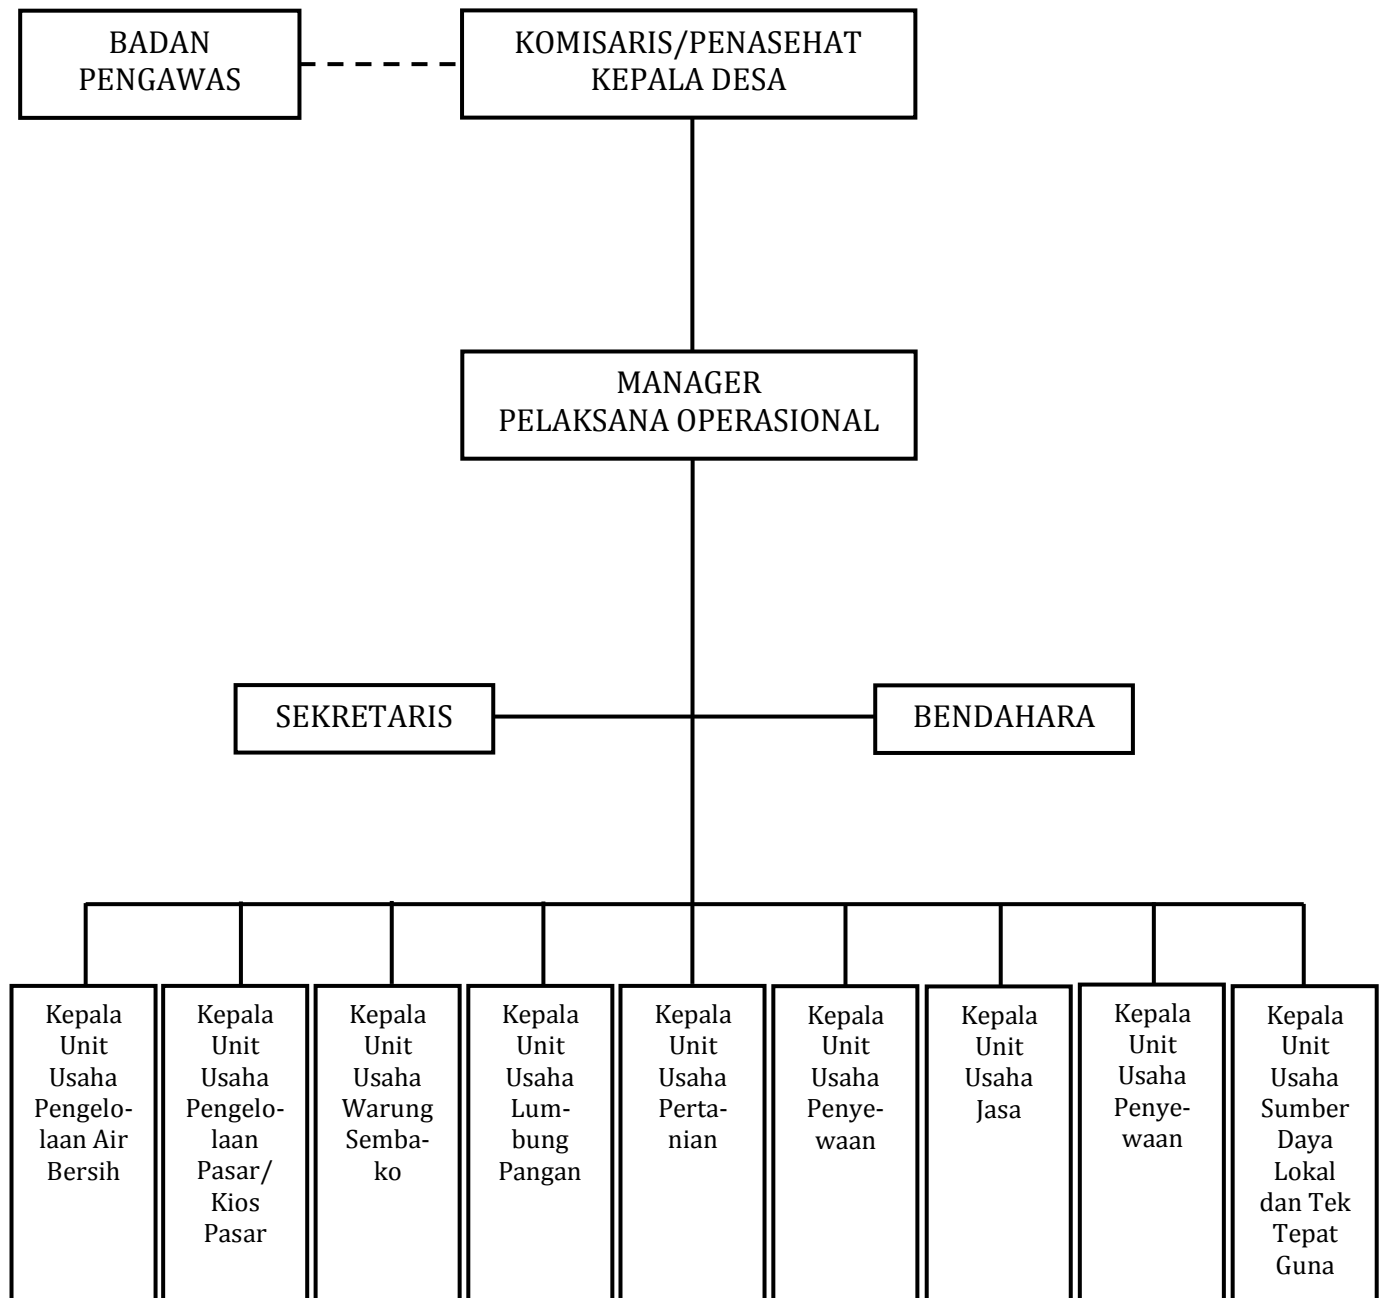 BADAN
PENGAWAS
KOMISARIS/PENASEHAT
KEPALA DESA
MANAGER
PELAKSANA OPERASIONAL
SEKRETARIS
BENDAHARA
Kepala
Unit
Usaha
Pengelo-
laan Air
Bersih
Kepala
Unit
Usaha
Pengelo-
laan
Pasar/
Kios
Pasar
Kepala
Unit
Usaha
Warung
Semba-
ko
Kepala
Unit
Usaha
Lum-
bung
Pangan
Kepala
Unit
Usaha
Perta-
nian
Kepala
Unit
Usaha
Penye-
waan
Kepala
Unit
Usaha
Jasa
Kepala
Unit
Usaha
Penye-
waan
Kepala
Unit
Usaha
Sumber
Daya
Lokal
dan Tek
Tepat
Guna